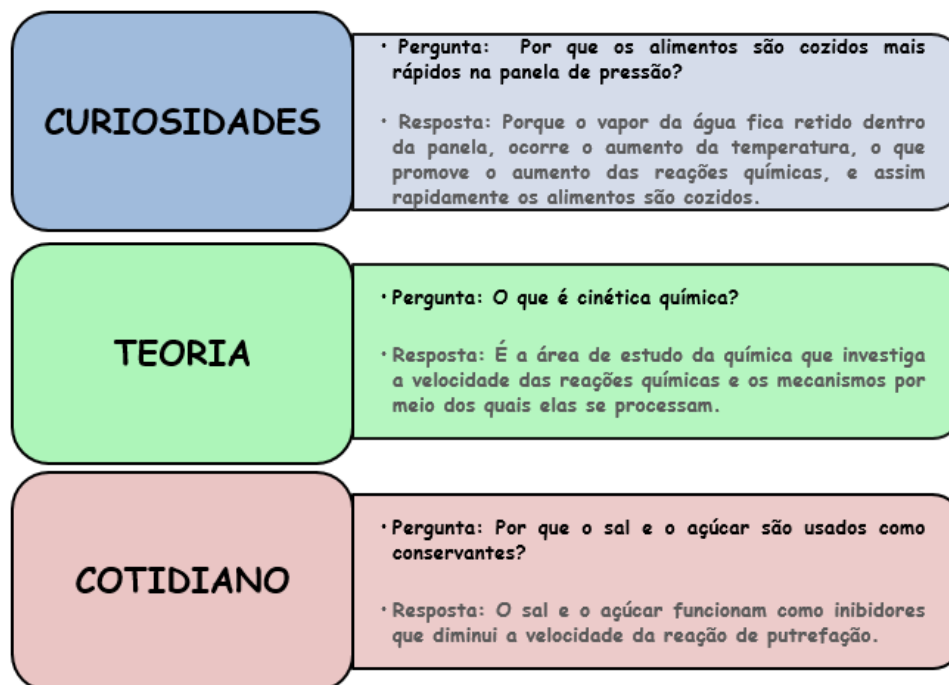 CURIOSIDADES
• Pergunta: Por que os alimentos são cozidos mais
rápidos na panela de pressão?
• Resposta: Porque o vapor da água fica retido dentro
da panela, ocorre o aumento da temperatura, o que
promove o aumento das reações químicas, e assim
rapidamente os alimentos são cozidos.
TEORIA
• Pergunta: O que é cinética química?
• Resposta: É a área de estudo da química que investiga
a velocidade das reações químicas e os mecanismos por
meio dos quais elas se processam.
COTIDIANO
• Pergunta: Por que o sal e o açúcar são usados como
conservantes?
• Resposta: O sal e o açúcar funcionam como inibidores
que diminui a velocidade da reação de putrefação.